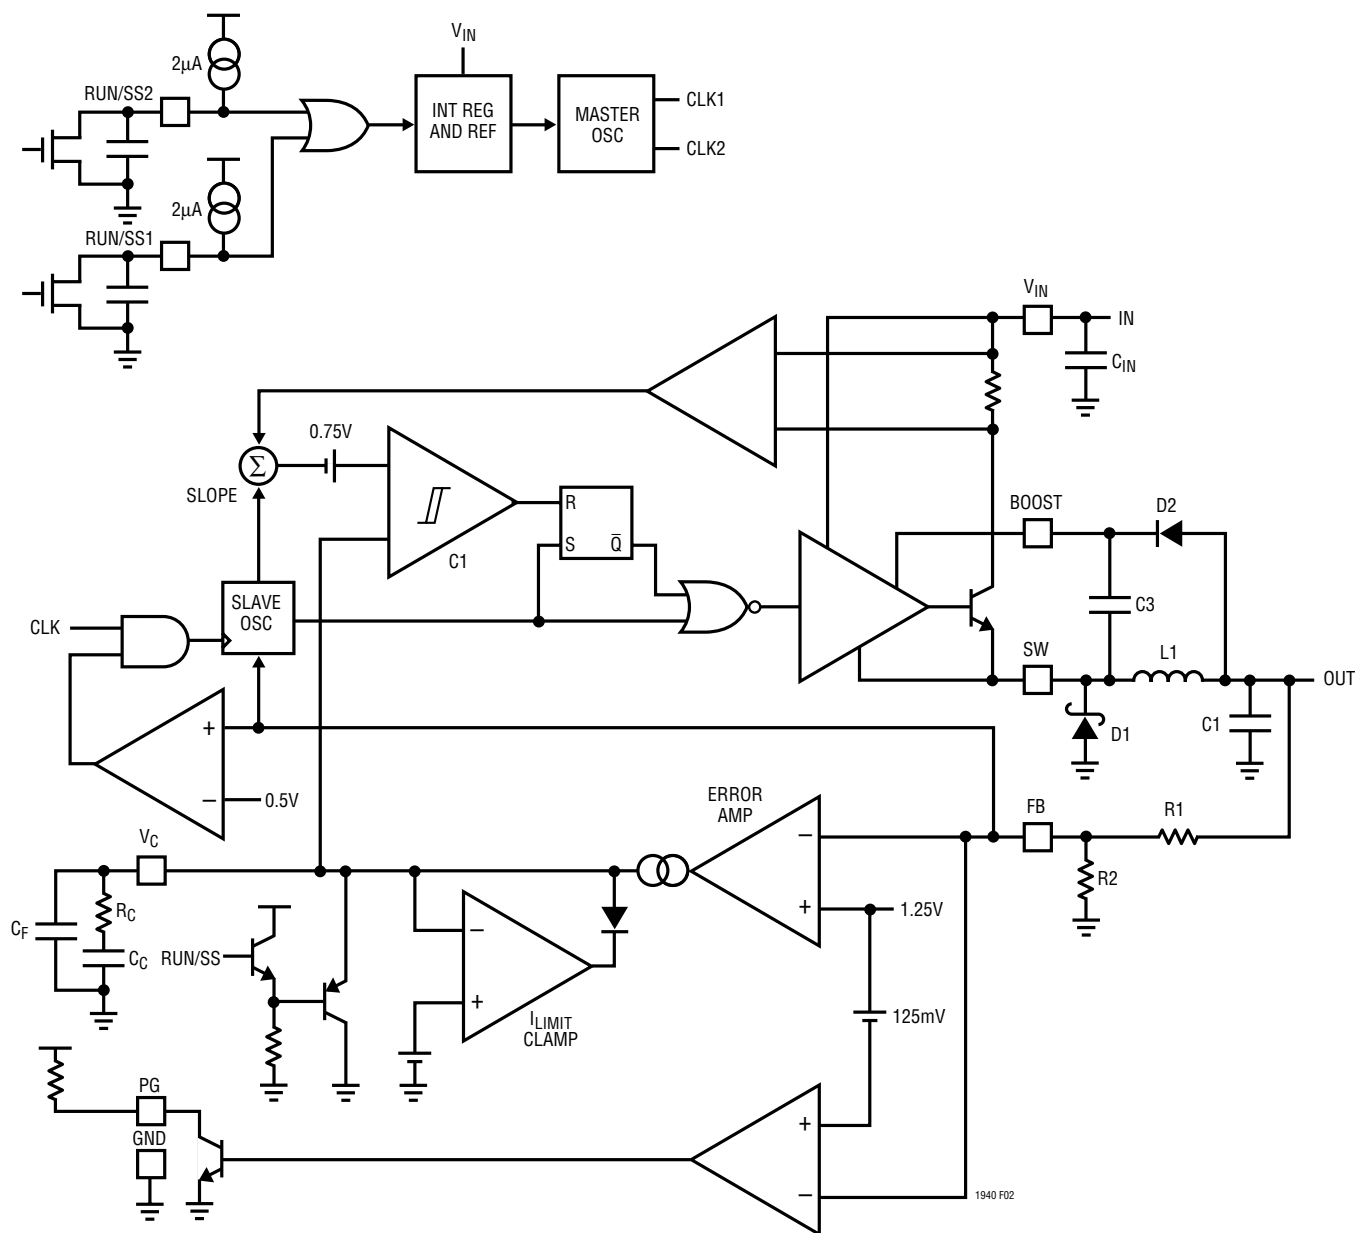 2µA
VIN
RUN/SS2
INT REG
AND REF
MASTER
OSC
CLK1
CLK2
2µA
RUN/SS1
VIN
IN
CIN
0.75V
Σ
SLOPE
C1
R
S
Q̅
BOOST
D2
C3
SLAVE
OSC
CLK
SW
L1
OUT
D1
C1
+
−
0.5V
ERROR
AMP
−
+
FB
R1
R2
1.25V
VC
RC
CF
CC
RUN/SS
−
+
ILIMIT
CLAMP
125mV
PG
GND
+
−
1940 F02